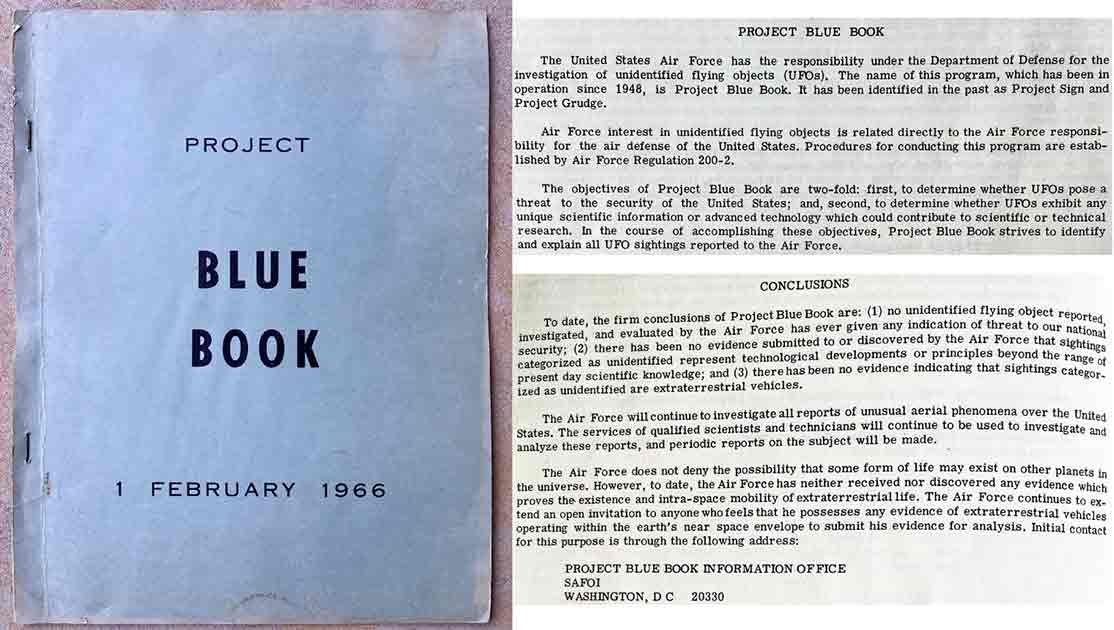 PROJECT
BLUE
BOOK
1 FEBRUARY 1966
PROJECT BLUE BOOK
The United States Air Force has the responsibility under the Department of Defense for the
investigation of unidentified flying objects (UFOs). The name of this program, which has been in
operation since 1948, is Project Blue Book. It has been identified in the past as Project Sign and
Project Grudge.
Air Force interest in unidentified flying objects is related directly to the Air Force responsi-
bility for the air defense of the United States. Procedures for conducting this program are estab-
lished by Air Force Regulation 200-2.
The objectives of Project Blue Book are two-fold: first, to determine whether UFOs pose a
threat to the security of the United States; and, second, to determine whether UFOs exhibit any
unique scientific information or advanced technology which could contribute to scientific or technical
research. In the course of accomplishing these objectives, Project Blue Book strives to identify
and explain all UFO sightings reported to the Air Force.
CONCLUSIONS
To date, the firm conclusions of Project Blue Book are: (1) no unidentified flying object reported,
investigated, and evaluated by the Air Force has ever given any indication of threat to our national
security; (2) there has been no evidence submitted to or discovered by the Air Force that sightings
categorized as unidentified represent technological developments or principles beyond the range of
present day scientific knowledge; and (3) there has been no evidence indicating that sightings categor-
ized as unidentified are extraterrestrial vehicles.
The Air Force will continue to investigate all reports of unusual aerial phenomena over the United
States. The services of qualified scientists and technicians will continue to be used to investigate and
analyze these reports, and periodic reports on the subject will be made.
The Air Force does not deny the possibility that some form of life may exist on other planets in
the universe. However, to date, the Air Force has neither received nor discovered any evidence which
proves the existence and intra-space mobility of extraterrestrial life. The Air Force continues to ex-
tend an open invitation to anyone who feels that he possesses any evidence of extraterrestrial vehicles
operating within the earth's near space envelope to submit his evidence for analysis. Initial contact
for this purpose is through the following address:
PROJECT BLUE BOOK INFORMATION OFFICE
SAFOI
WASHINGTON, D C 20330